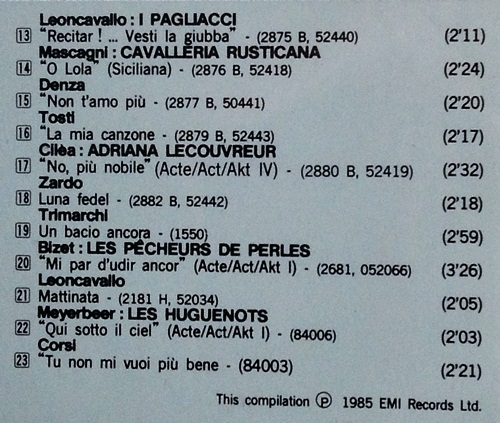 Leoncavallo : I PAGLIACCI
13 "Recitar ! ... Vesti la giubba" - (2875 B, 52440) (2'11)
Mascagni : CAVALLERIA RUSTICANA
14 "O Lola" (Siciliana) - (2876 B, 52418) (2'24)
Denza
15 "Non t'amo più - (2877 B, 50441) (2'20)
Tosti
16 "La mia canzone - (2879 B, 52443) (2'17)
Cilèa : ADRIANA LECOUVREUR
17 "No, più nobile" (Acte/Act/Akt IV) - (2880 B, 52419) (2'32)
Zardo
18 Luna fedel - (2882 B, 52442) (2'18)
Trimarchi
19 Un bacio ancora - (1550) (2'59)
Bizet : LES PÉCHEURS DE PERLES
20 "Mi par d'udir ancor" (Acte/Act/Akt I) - (2681, 052066) (3'26)
Leoncavallo
21 Mattinata - (2181 H, 52034) (2'05)
Meyerbeer : LES HUGUENOTS
22 "Qui sotto il ciel" (Acte/Act/Akt I) - (84006) (2'03)
Corsi
23 "Tu non mi vuoi più bene - (84003) (2'21)
This compilation ℗ 1985 EMI Records Ltd.